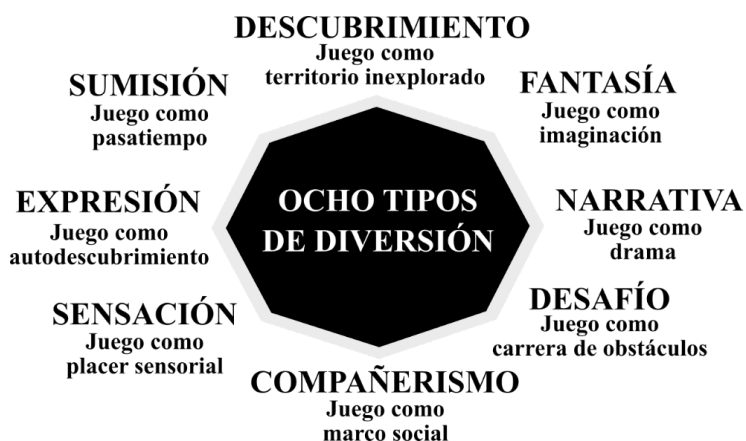 DESCUBRIMIENTO
Juego como
territorio inexplorado
FANTASÍA
Juego como
imaginación
NARRATIVA
Juego como
drama
DESAFÍO
Juego como
carrera de obstáculos
COMPAÑERISMO
Juego como
marco social
SENSACIÓN
Juego como
placer sensorial
EXPRESIÓN
Juego como
autodescubrimiento
SUMISIÓN
Juego como
pasatiempo
OCHO TIPOS
DE DIVERSIÓN